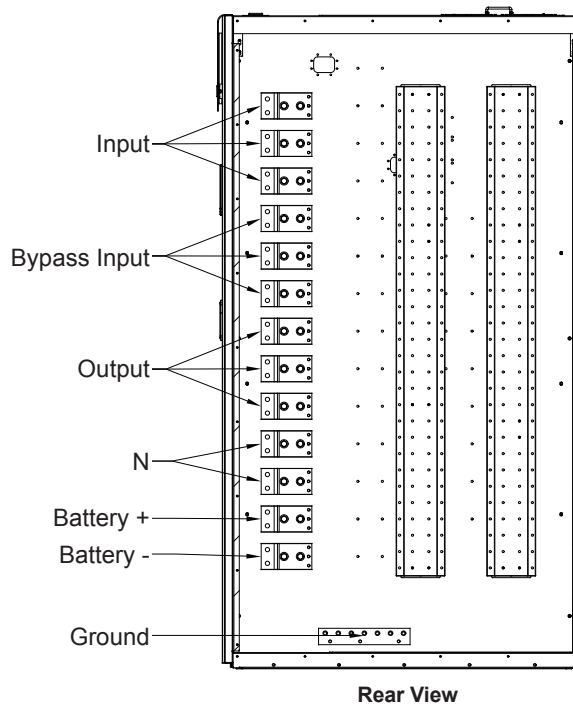 Input
Bypass Input
Output
N
Battery +
Battery -
Ground
Rear View